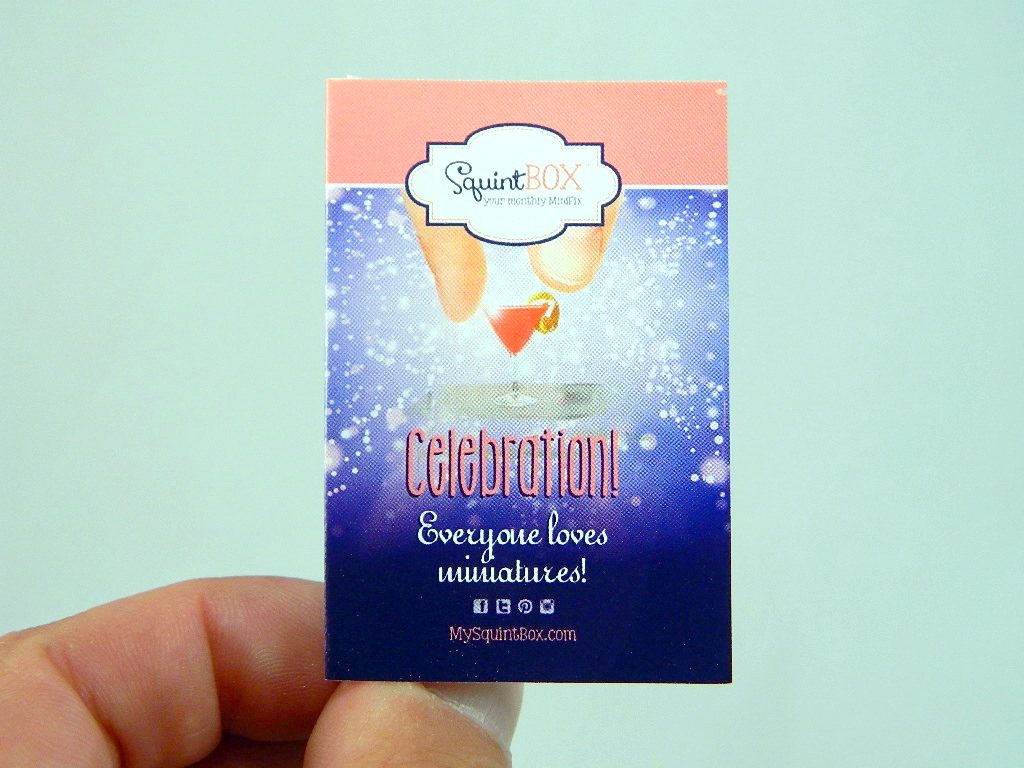 SquintBOX
your monthly MiniFix
Celebration!
Everyone loves
miniatures!
MySquintBox.com